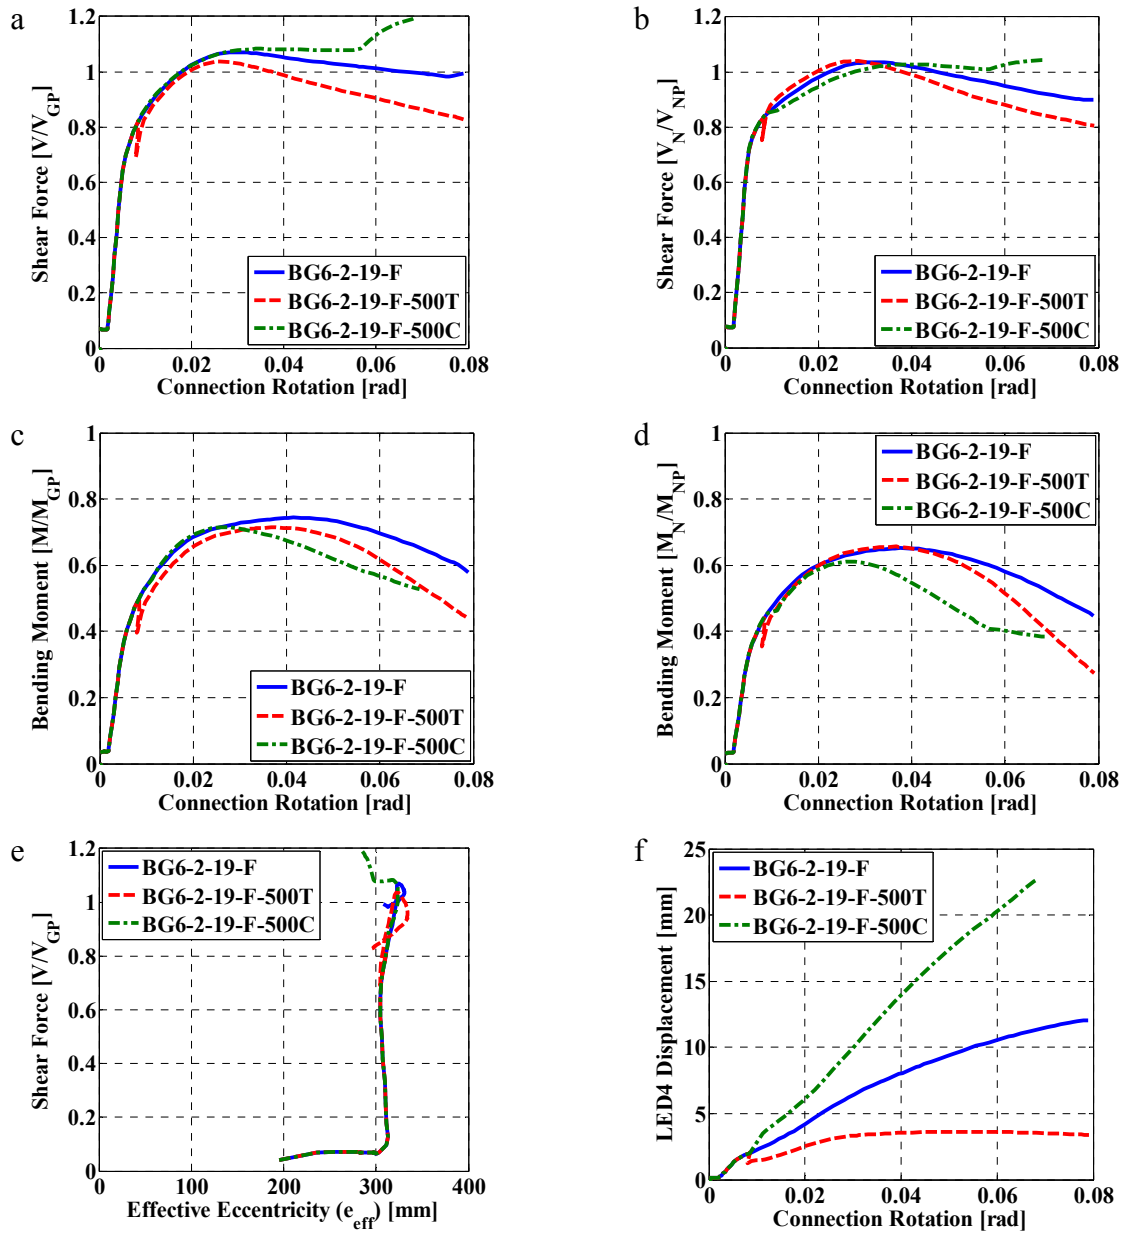 a
Shear Force [V/V_GP]
1.2
1
0.8
0.6
0.4
0.2
0
BG6-2-19-F
BG6-2-19-F-500T
BG6-2-19-F-500C
0 0.02 0.04 0.06 0.08
Connection Rotation [rad]
b
Shear Force [V_N/V_NP]
1.2
1
0.8
0.6
0.4
0.2
0
BG6-2-19-F
BG6-2-19-F-500T
BG6-2-19-F-500C
0 0.02 0.04 0.06 0.08
Connection Rotation [rad]
c
Bending Moment [M/M_GP]
1
0.8
0.6
0.4
0.2
0
BG6-2-19-F
BG6-2-19-F-500T
BG6-2-19-F-500C
0 0.02 0.04 0.06 0.08
Connection Rotation [rad]
d
Bending Moment [M_N/M_NP]
1
0.8
0.6
0.4
0.2
0
BG6-2-19-F
BG6-2-19-F-500T
BG6-2-19-F-500C
0 0.02 0.04 0.06 0.08
Connection Rotation [rad]
e
Shear Force [V/V_GP]
1.2
1
0.8
0.6
0.4
0.2
0
BG6-2-19-F
BG6-2-19-F-500T
BG6-2-19-F-500C
0 100 200 300 400
Effective Eccentricity (e_eff) [mm]
f
LED4 Displacement [mm]
25
20
15
10
5
0
BG6-2-19-F
BG6-2-19-F-500T
BG6-2-19-F-500C
0 0.02 0.04 0.06 0.08
Connection Rotation [rad]